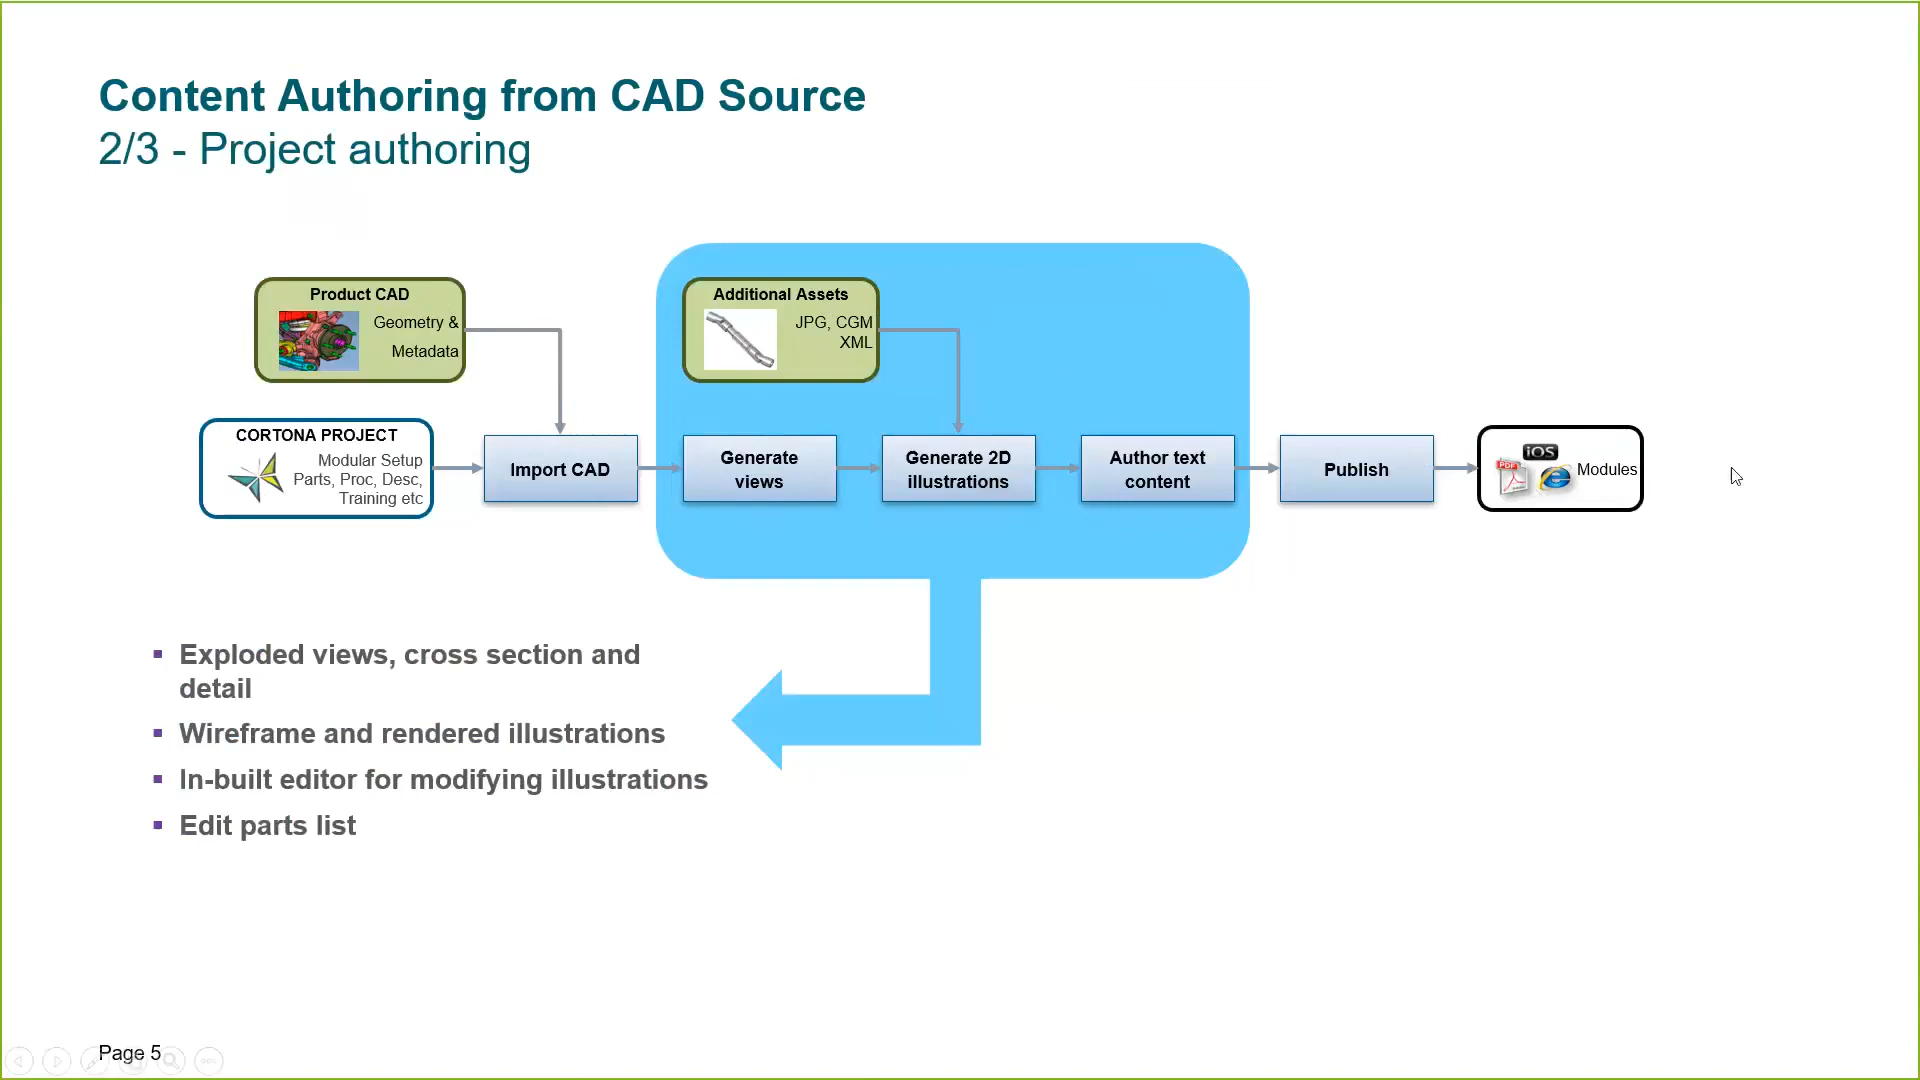 Content Authoring from CAD Source
2/3 - Project authoring
Product CAD
Geometry &
Metadata
Additional Assets
JPG, CGM
XML
CORTONA PROJECT
Modular Setup
Parts, Proc, Desc,
Training etc
Import CAD
Generate
views
Generate 2D
illustrations
Author text
content
Publish
iOS
PDF
Modules
▪ Exploded views, cross section and
detail
▪ Wireframe and rendered illustrations
▪ In-built editor for modifying illustrations
▪ Edit parts list
Page 5